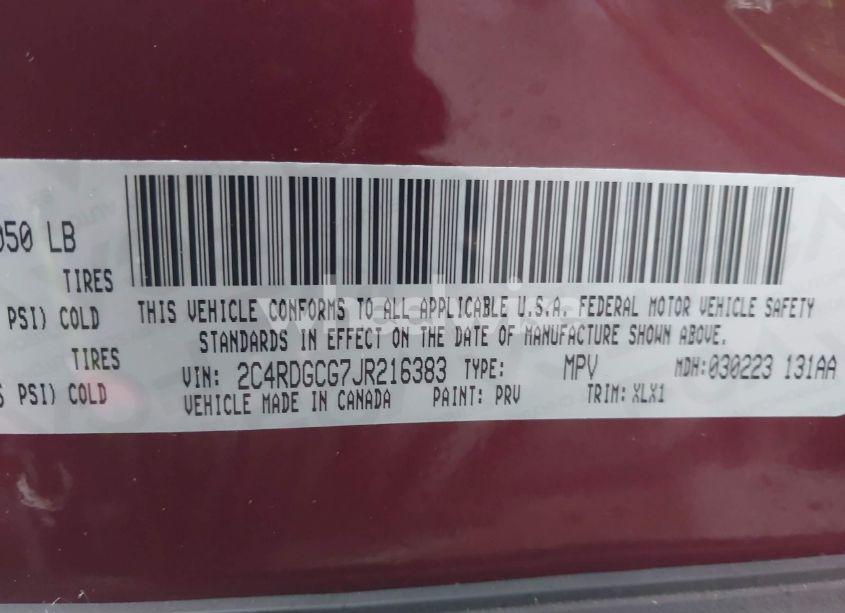 050 LB
TIRES
PSI) COLD
TIRES
PSI) COLD
THIS VEHICLE CONFORMS TO ALL APPLICABLE U.S.A. FEDERAL MOTOR VEHICLE SAFETY
STANDARDS IN EFFECT ON THE DATE OF MANUFACTURE SHOWN ABOVE.
VIN: 2C4RDGCG7JR216383 TYPE: MPV MDH:030223 131AA
VEHICLE MADE IN CANADA PAINT: PRV TRIM: XLX1